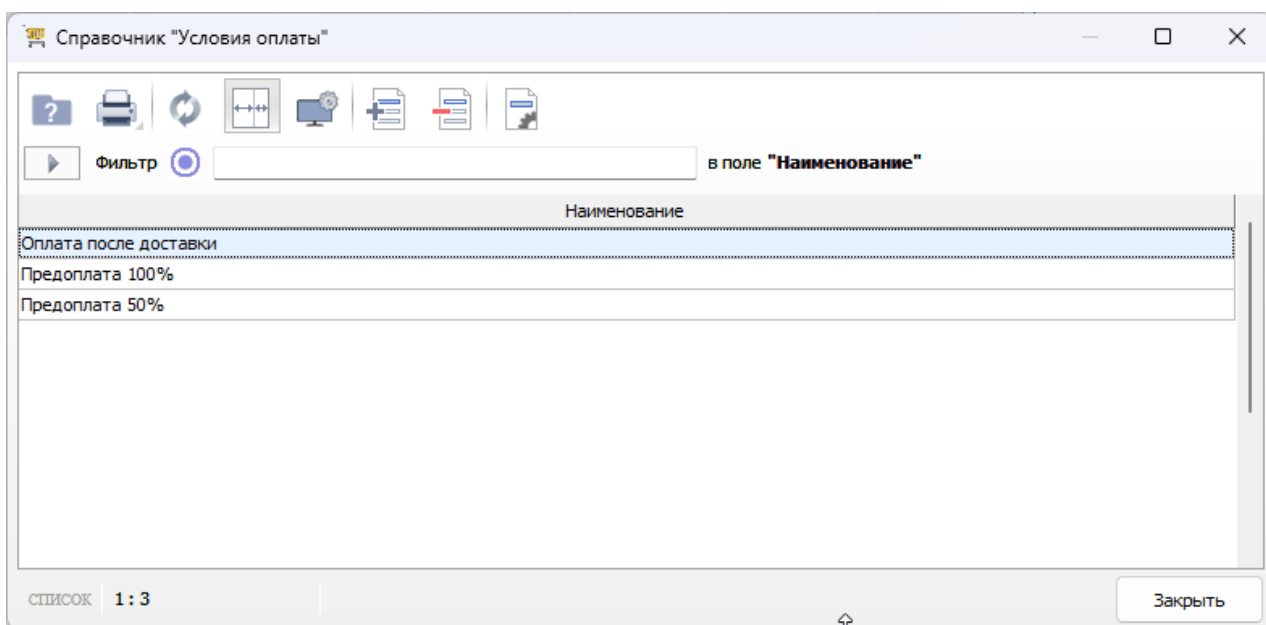 Справочник "Условия оплаты"
Фильтр в поле "Наименование"
Наименование
Оплата после доставки
Предоплата 100%
Предоплата 50%
СПИСОК 1:3 Закрыть